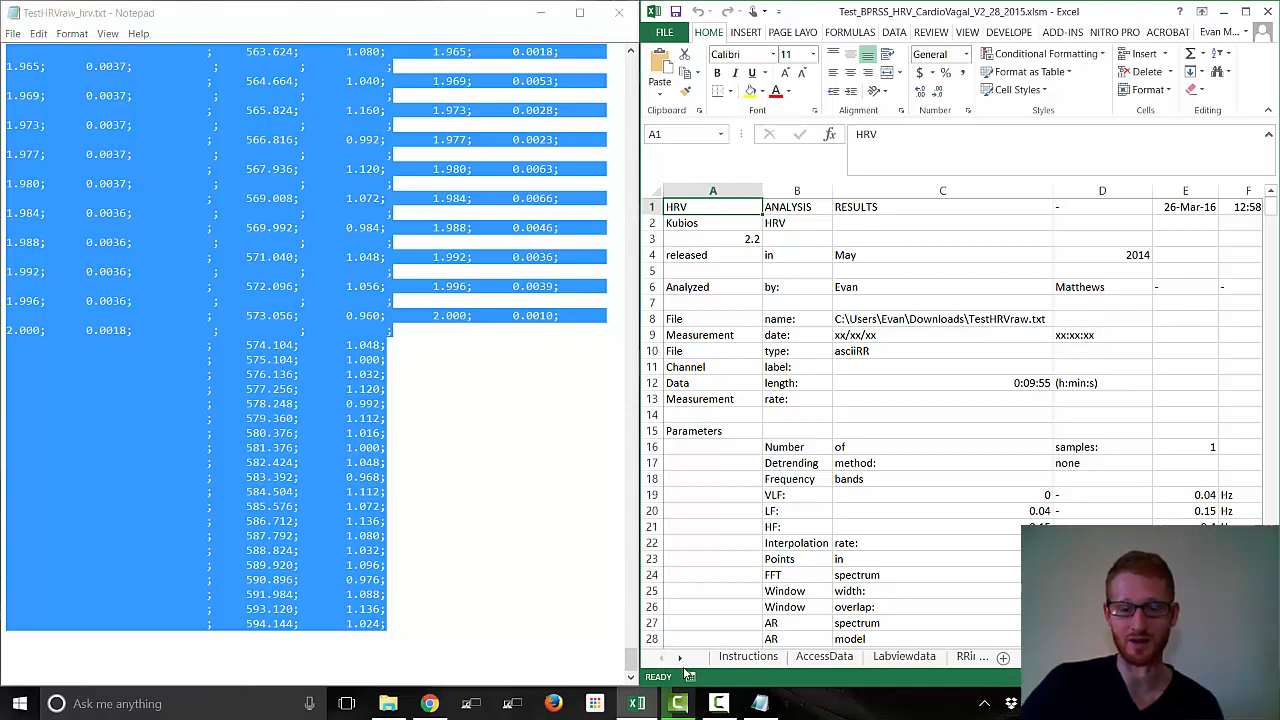 TestHRVraw_hrv.txt - Notepad
File Edit Format View Help
; 563.624; 1.080; 1.965; 0.0018;
1.965; 0.0037; ; ; ;
; 564.664; 1.040; 1.969; 0.0053;
1.969; 0.0037; ; ; ;
; 565.824; 1.160; 1.973; 0.0028;
1.973; 0.0037; ; ; ;
; 566.816; 0.992; 1.977; 0.0023;
1.977; 0.0037; ; ; ;
; 567.936; 1.120; 1.980; 0.0063;
1.980; 0.0037; ; ; ;
; 569.008; 1.072; 1.984; 0.0066;
1.984; 0.0036; ; ; ;
; 569.992; 0.984; 1.988; 0.0046;
1.988; 0.0036; ; ; ;
; 571.040; 1.048; 1.992; 0.0036;
1.992; 0.0036; ; ; ;
; 572.096; 1.056; 1.996; 0.0039;
1.996; 0.0036; ; ; ;
; 573.056; 0.960; 2.000; 0.0010;
2.000; 0.0018; ; ; ;
; 574.104; 1.048;
; 575.104; 1.000;
; 576.136; 1.032;
; 577.256; 1.120;
; 578.248; 0.992;
; 579.360; 1.112;
; 580.376; 1.016;
; 581.376; 1.000;
; 582.424; 1.048;
; 583.392; 0.968;
; 584.504; 1.112;
; 585.576; 1.072;
; 586.712; 1.136;
; 587.792; 1.080;
; 588.824; 1.032;
; 589.920; 1.096;
; 590.896; 0.976;
; 591.984; 1.088;
; 593.120; 1.136;
; 594.144; 1.024;
Test_BPRSS_HRV_CardioVagal_V2_28_2015.xlsm - Excel
FILE HOME INSERT PAGE LAYO FORMULAS DATA REVIEW VIEW DEVELOPE ADD-INS NITRO PRO ACROBAT Evan M...
Paste Calibri 11 General Conditional Formatting Insert
B I U A A $ % , Format as Table Delete
Cell Styles Format
Clipboard Font Alignment Number Styles Cells Editing
A1 fx HRV
A B C D E F
1 HRV ANALYSIS RESULTS - 26-Mar-16 12:58
2 Kubios HRV
3 2.2
4 released in May 2014
5
6 Analyzed by: Evan Matthews - -
7
8 File name: C:\Users\Evan\Downloads\TestHRVraw.txt
9 Measurement date: xx/xx/xx xx:xx:xx
10 File type: asciiRR
11 Channel label:
12 Data length: 0:09:55 (h:min:s)
13 Measurement rate:
14
15 Parameters
16 Number of samples: 1
17 Detrending method: none
18 Frequency bands
19 VLF: 0 - 0.04 Hz
20 LF: 0.04 - 0.15 Hz
21 HF:
22 Interpolation rate:
23 Points in
24 FFT spectrum
25 Window width:
26 Window overlap:
27 AR spectrum
28 AR model
Instructions AccessData Labviewdata RRir ...
READY
Ask me anything